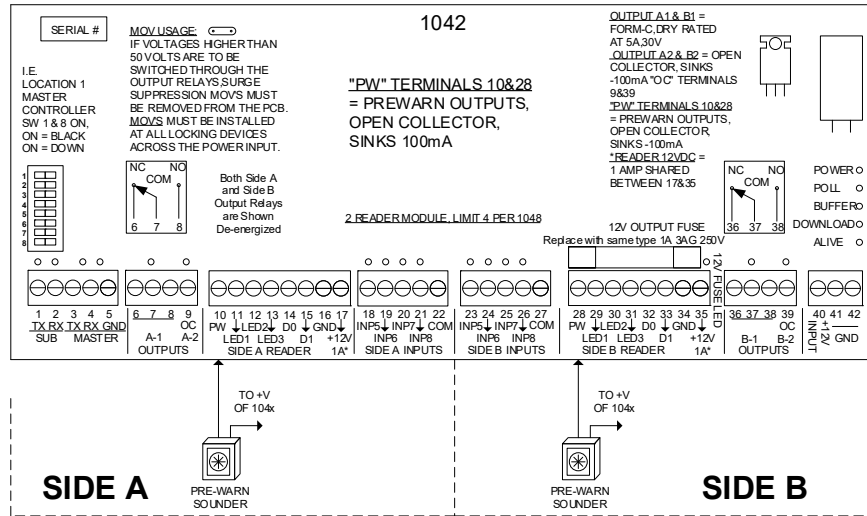 1042
SERIAL #
MOV USAGE:
IF VOLTAGES HIGHER THAN
50 VOLTS ARE TO BE
SWITCHED THROUGH THE
OUTPUT RELAYS,SURGE
SUPPRESSION MOVS MUST
BE REMOVED FROM THE PCB.
MOVS MUST BE INSTALLED
AT ALL LOCKING DEVICES
ACROSS THE POWER INPUT.
I.E.
LOCATION 1
MASTER
CONTROLLER
SW 1 & 8 ON,
ON = BLACK
ON = DOWN
1
2
3
4
5
6
7
8
NC NO
COM
6 7 8
Both Side A
and Side B
Output Relays
are Shown
De-energized
"PW" TERMINALS 10&28
= PREWARN OUTPUTS,
OPEN COLLECTOR,
SINKS 100mA
2 READER MODULE, LIMIT 4 PER 1048
OUTPUT A1 & B1 =
FORM-C,DRY RATED
AT 5A,30V
OUTPUT A2 & B2 = OPEN
COLLECTOR, SINKS
-100mA "OC" TERMINALS
9&39
"PW" TERMINALS 10&28
= PREWARN OUTPUTS,
OPEN COLLECTOR,
SINKS -100mA
*READER 12VDC =
1 AMP SHARED
BETWEEN 17&35
NC NO
COM
36 37 38
POWER
POLL
BUFFER
DOWNLOAD
ALIVE
12V OUTPUT FUSE
Replace with same type 1A 3AG 250V
12V FUSE LED
1 2 3 4 5
TX RX TX RX GND
SUB MASTER
6 7 8 9
OC
A-1 A-2
OUTPUTS
10 11 12 13 14 15 16 17
PW LED2 D0 GND
LED1 LED3 D1 +12V
SIDE A READER 1A*
18 19 20 21 22
INP5 INP7 COM
INP6 INP8
SIDE A INPUTS
23 24 25 26 27
INP5 INP7 COM
INP6 INP8
SIDE B INPUTS
28 29 30 31 32 33 34 35
PW LED2 D0 GND
LED1 LED3 D1 +12V
SIDE B READER 1A*
36 37 38 39
OC
B-1 B-2
OUTPUTS
40 41 42
+12V
INPUT
GND
TO +V
OF 104x
PRE-WARN
SOUNDER
SIDE A
TO +V
OF 104x
PRE-WARN
SOUNDER
SIDE B